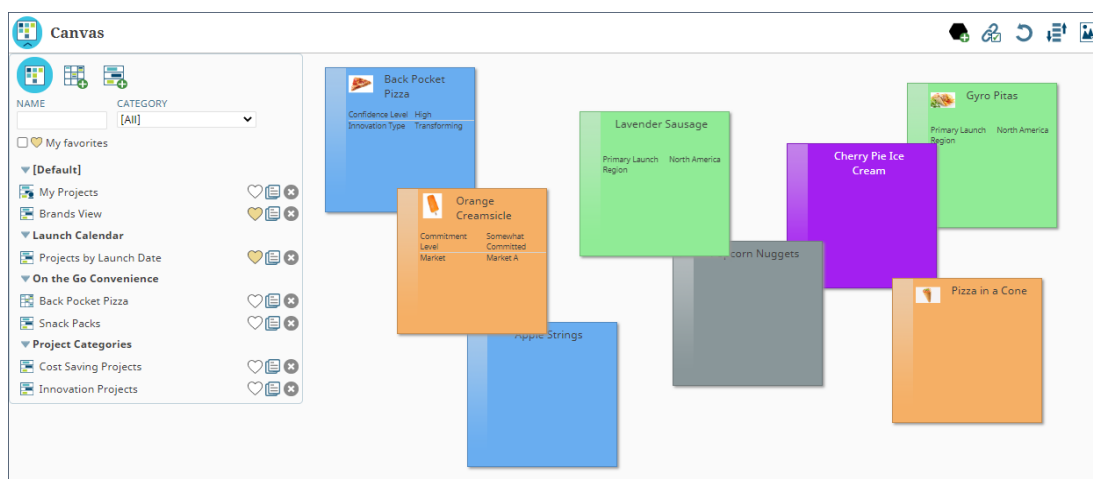 Canvas
NAME
CATEGORY
[All]
My favorites
[Default]
My Projects
Brands View
Launch Calendar
Projects by Launch Date
On the Go Convenience
Back Pocket Pizza
Snack Packs
Project Categories
Cost Saving Projects
Innovation Projects
Back Pocket
Pizza
Confidence Level High
Innovation Type Transforming
Orange
Creamsicle
Commitment Somewhat
Level Committed
Market Market A
Apple Strings
Lavender Sausage
Primary Launch North America
Region
corn Nuggets
Cherry Pie Ice
Cream
Gyro Pitas
Primary Launch North America
Region
Pizza in a Cone